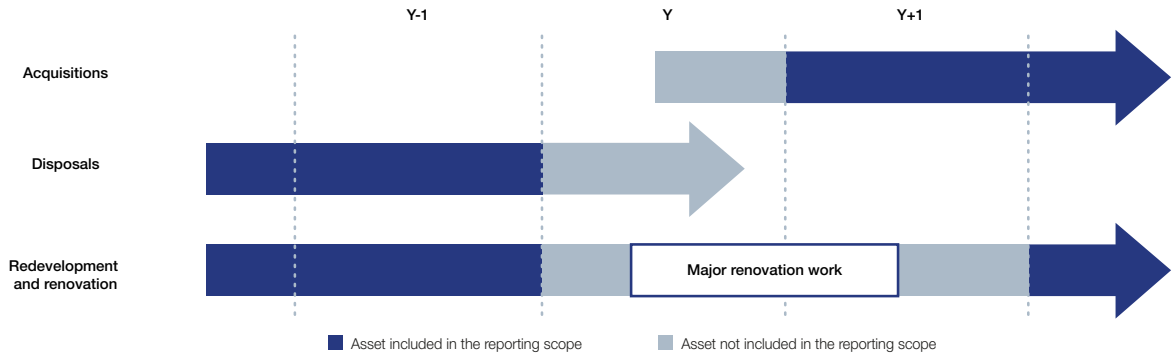 Y-1 Y Y+1
Acquisitions
Disposals
Redevelopment
and renovation
Major renovation work
Asset included in the reporting scope Asset not included in the reporting scope